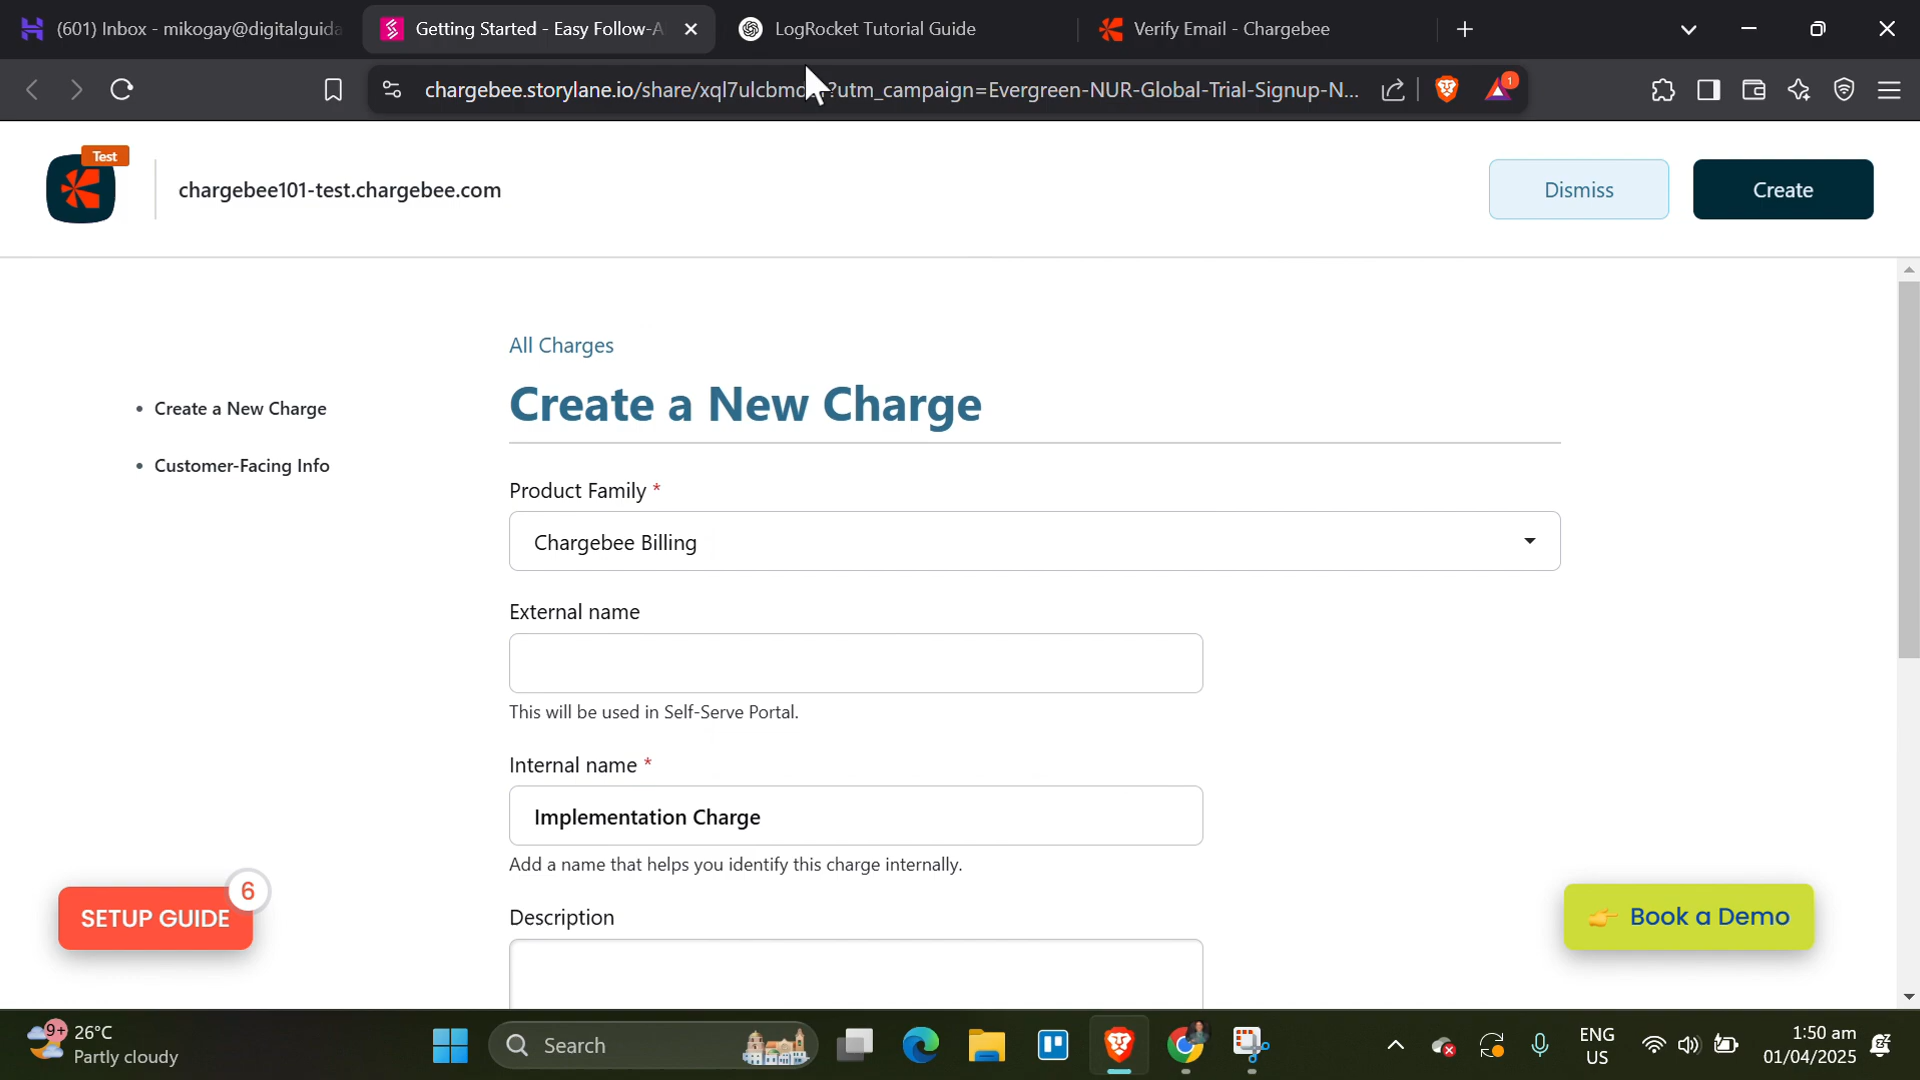 (601) Inbox - mikogay@digitalguida
Getting Started - Easy Follow-A
LogRocket Tutorial Guide
Verify Email - Chargebee
chargebee.storylane.io/share/xql7ulcbmd ?utm_campaign=Evergreen-NUR-Global-Trial-Signup-N...
1
Test
chargebee101-test.chargebee.com
Dismiss
Create
All Charges
Create a New Charge
• Create a New Charge
• Customer-Facing Info
Product Family *
Chargebee Billing
External name
This will be used in Self-Serve Portal.
Internal name *
Implementation Charge
Add a name that helps you identify this charge internally.
Description
6
SETUP GUIDE
👉 Book a Demo
9+
26°C
Partly cloudy
Search
ENG
US
1:50 am
01/04/2025